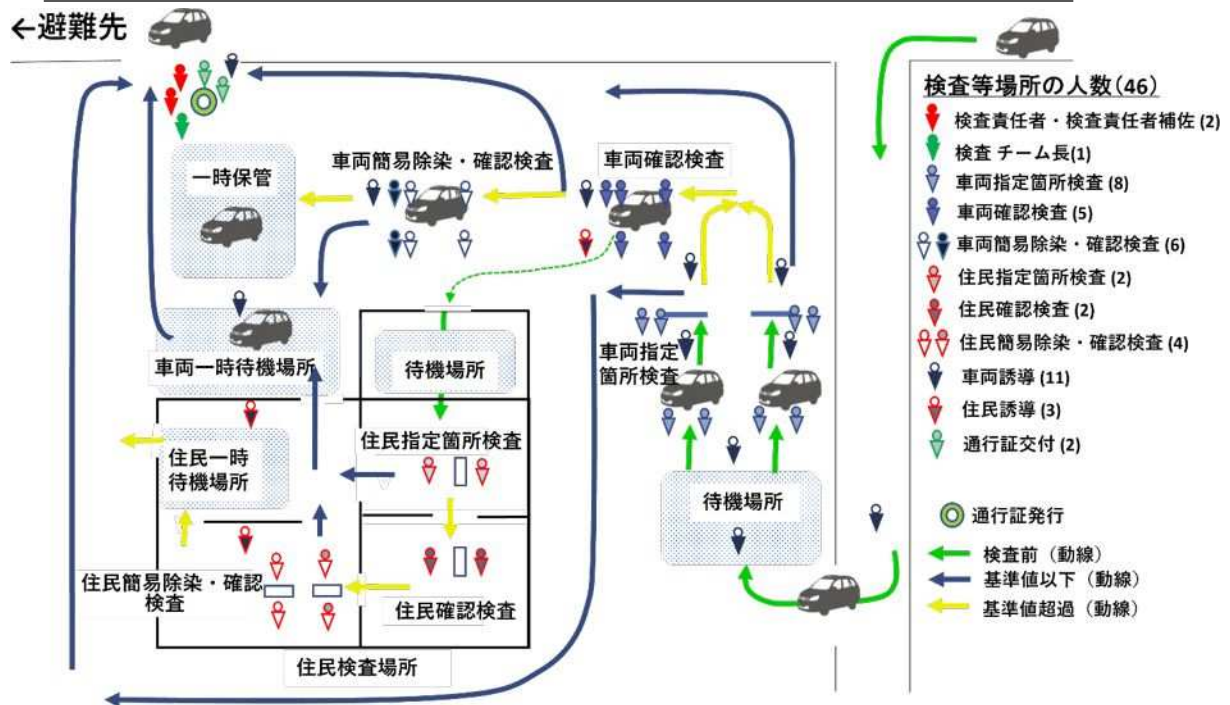 ←避難先
検査等場所の人数(46)
検査責任者・検査責任者補佐 (2)
検査 チーム長(1)
車両指定箇所検査 (8)
車両確認検査 (5)
車両簡易除染・確認検査 (6)
住民指定箇所検査 (2)
住民確認検査 (2)
住民簡易除染・確認検査 (4)
車両誘導 (11)
住民誘導 (3)
通行証交付 (2)
通行証発行
検査前（動線）
基準値以下（動線）
基準値超過（動線）
車両簡易除染・確認検査
車両確認検査
一時保管
車両一時待機場所
待機場所
車両指定
箇所検査
住民指定箇所検査
住民一時
待機場所
待機場所
住民簡易除染・確認
検査
住民確認検査
住民検査場所